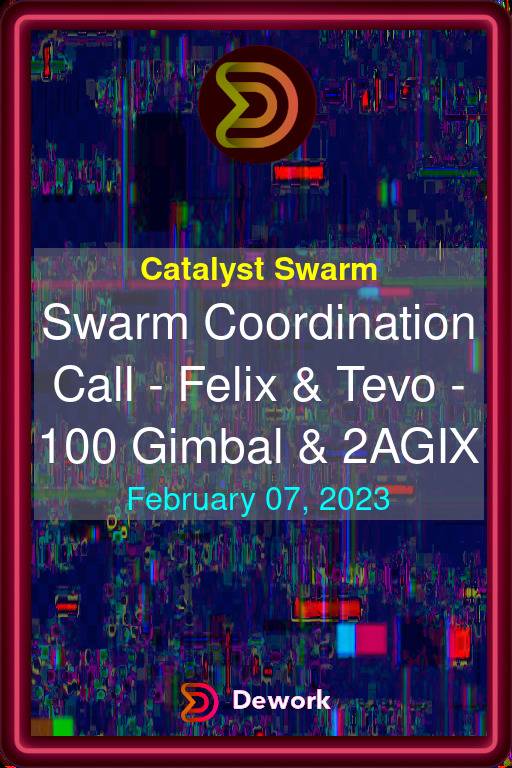 Catalyst Swarm
Swarm Coordination
Call - Felix & Tevo -
100 Gimbal & 2AGIX
February 07, 2023
Dework